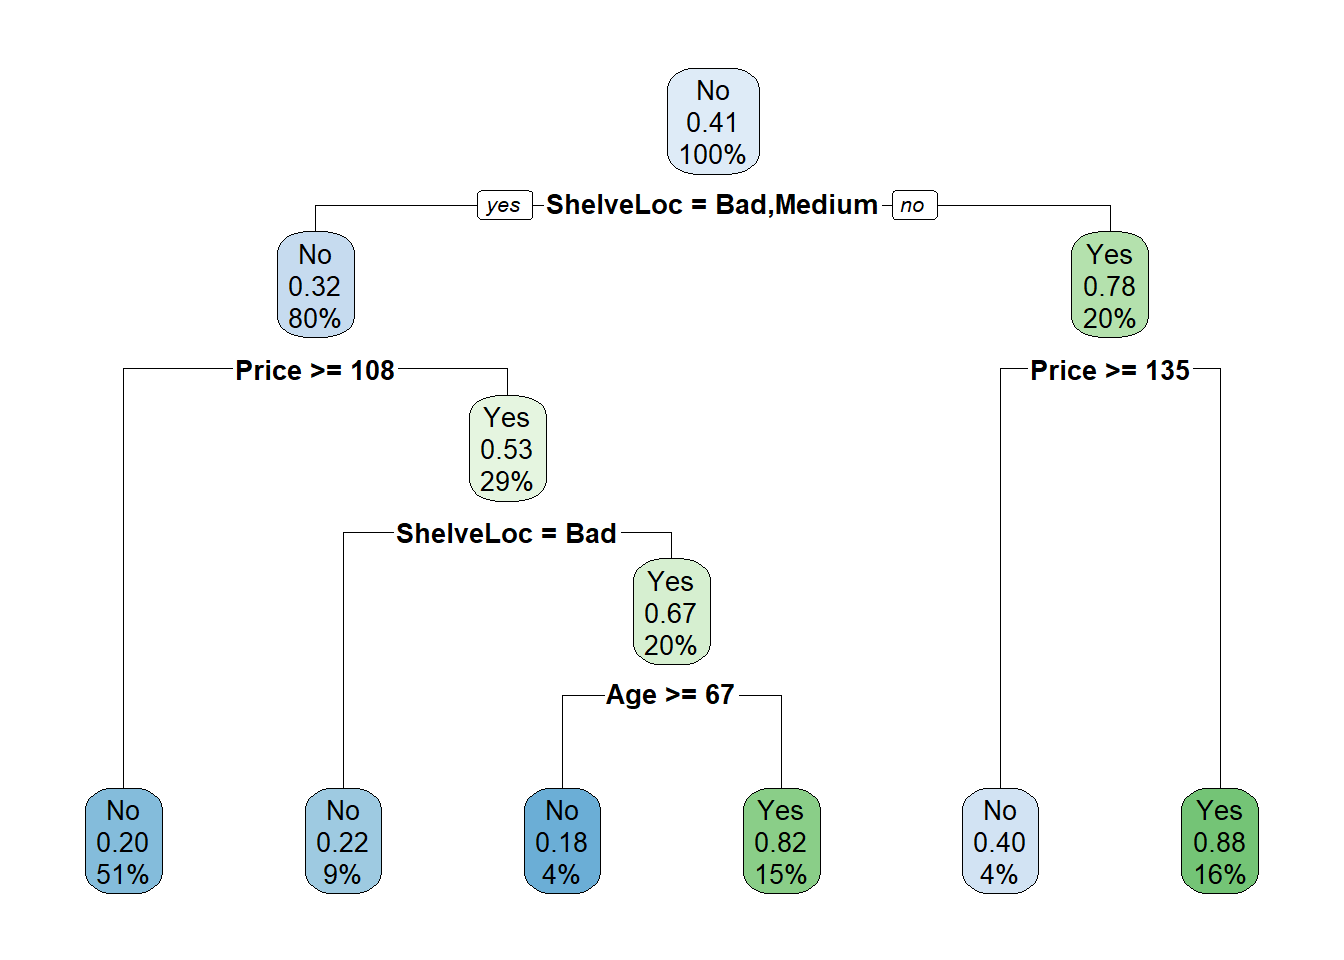 No
0.41
100%
yes ShelveLoc = Bad,Medium no
No
0.32
80%
Yes
0.78
20%
Price >= 108
Price >= 135
Yes
0.53
29%
ShelveLoc = Bad
Yes
0.67
20%
Age >= 67
No
0.20
51%
No
0.22
9%
No
0.18
4%
Yes
0.82
15%
No
0.40
4%
Yes
0.88
16%